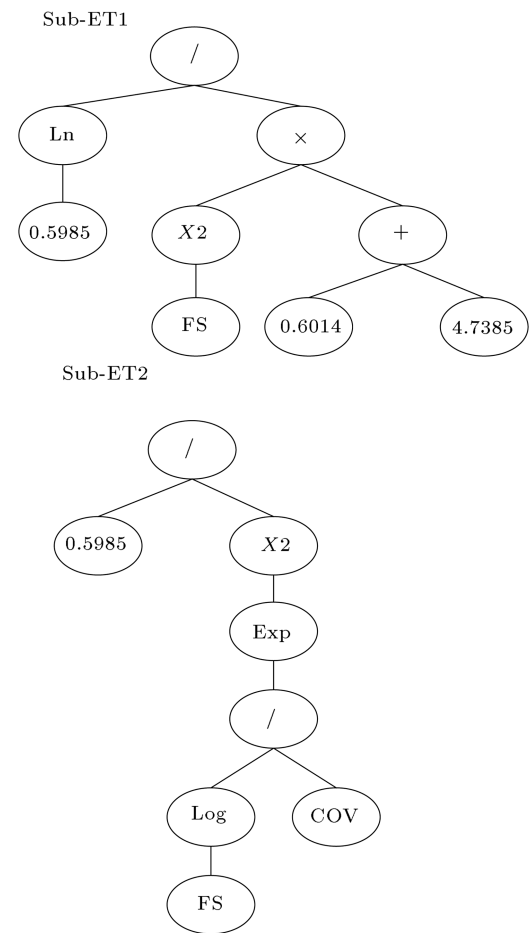 Sub-ET1
/
Ln ×
0.5985 X2 +
FS 0.6014 4.7385
Sub-ET2
/
0.5985 X2
Exp
/
Log COV
FS